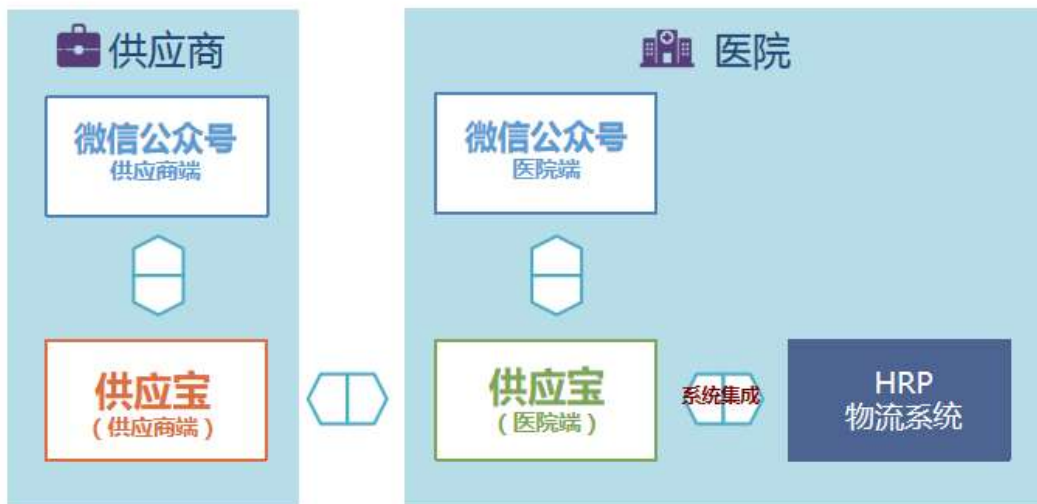 供应商
微信公众号
供应商端
供应宝
（供应商端）
医院
微信公众号
医院端
供应宝
（医院端）
系统集成
HRP
物流系统